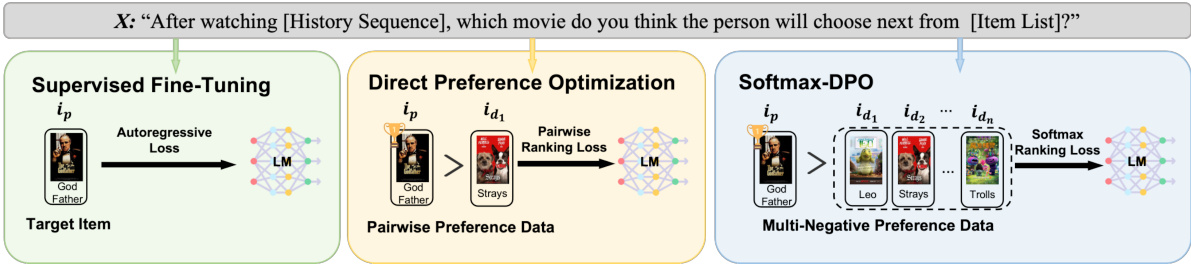 X: “After watching [History Sequence], which movie do you think the person will choose next from [Item List]?”
Supervised Fine-Tuning
i_p
God
Father
Autoregressive
Loss
LM
Target Item
Direct Preference Optimization
i_p
God
Father
>
i_{d_1}
Strays
Pairwise
Ranking Loss
LM
Pairwise Preference Data
Softmax-DPO
i_p
God
Father
>
i_{d_1} i_{d_2} ... i_{d_n}
Leo Strays ... Trolls
Softmax
Ranking Loss
LM
Multi-Negative Preference Data